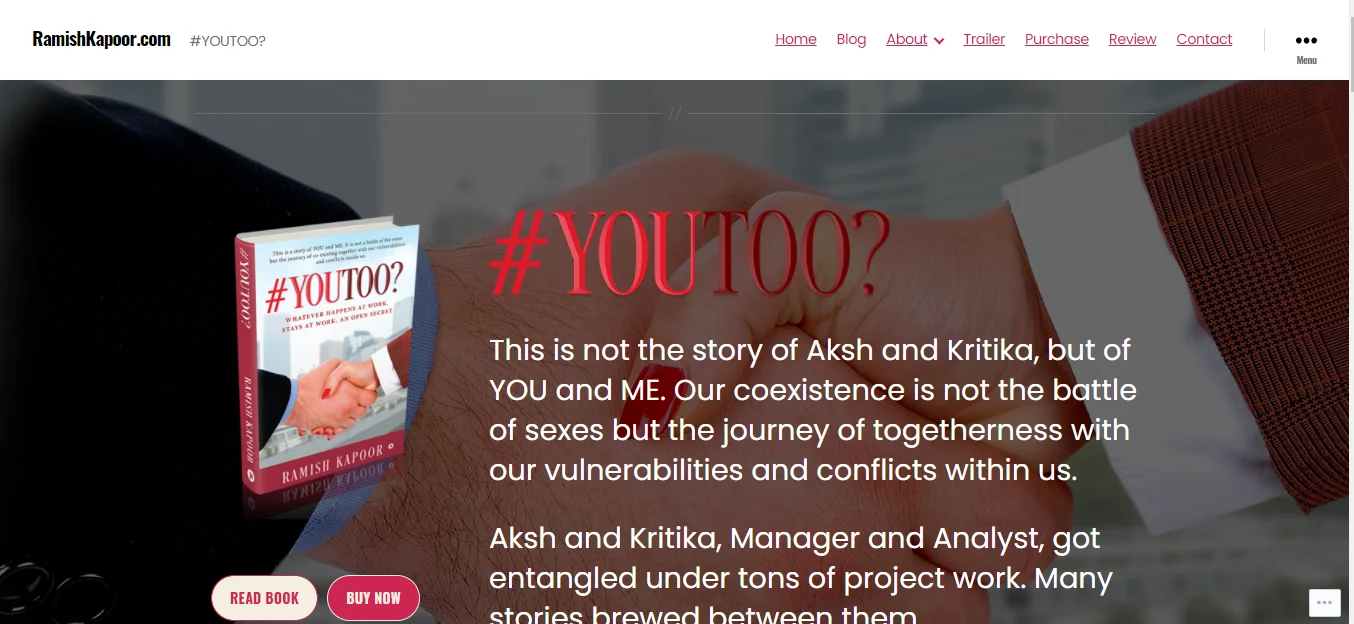 RamishKapoor.com #YOUTOO?
Home Blog About Trailer Purchase Review Contact
Menu
//
This is a story of YOU and ME. It is not a battle of the sexes
but the journey of co-existing together with our vulnerabilities
and conflicts inside us
#YOUTOO?
WHATEVER HAPPENS AT WORK,
STAYS AT WORK. AN OPEN SECRET
RAMISH KAPOOR
#YOUTOO?
RAMISH KAPOOR
READ BOOK
BUY NOW
#YOUTOO?
This is not the story of Aksh and Kritika, but of
YOU and ME. Our coexistence is not the battle
of sexes but the journey of togetherness with
our vulnerabilities and conflicts within us.
Aksh and Kritika, Manager and Analyst, got
entangled under tons of project work. Many
stories brewed between them